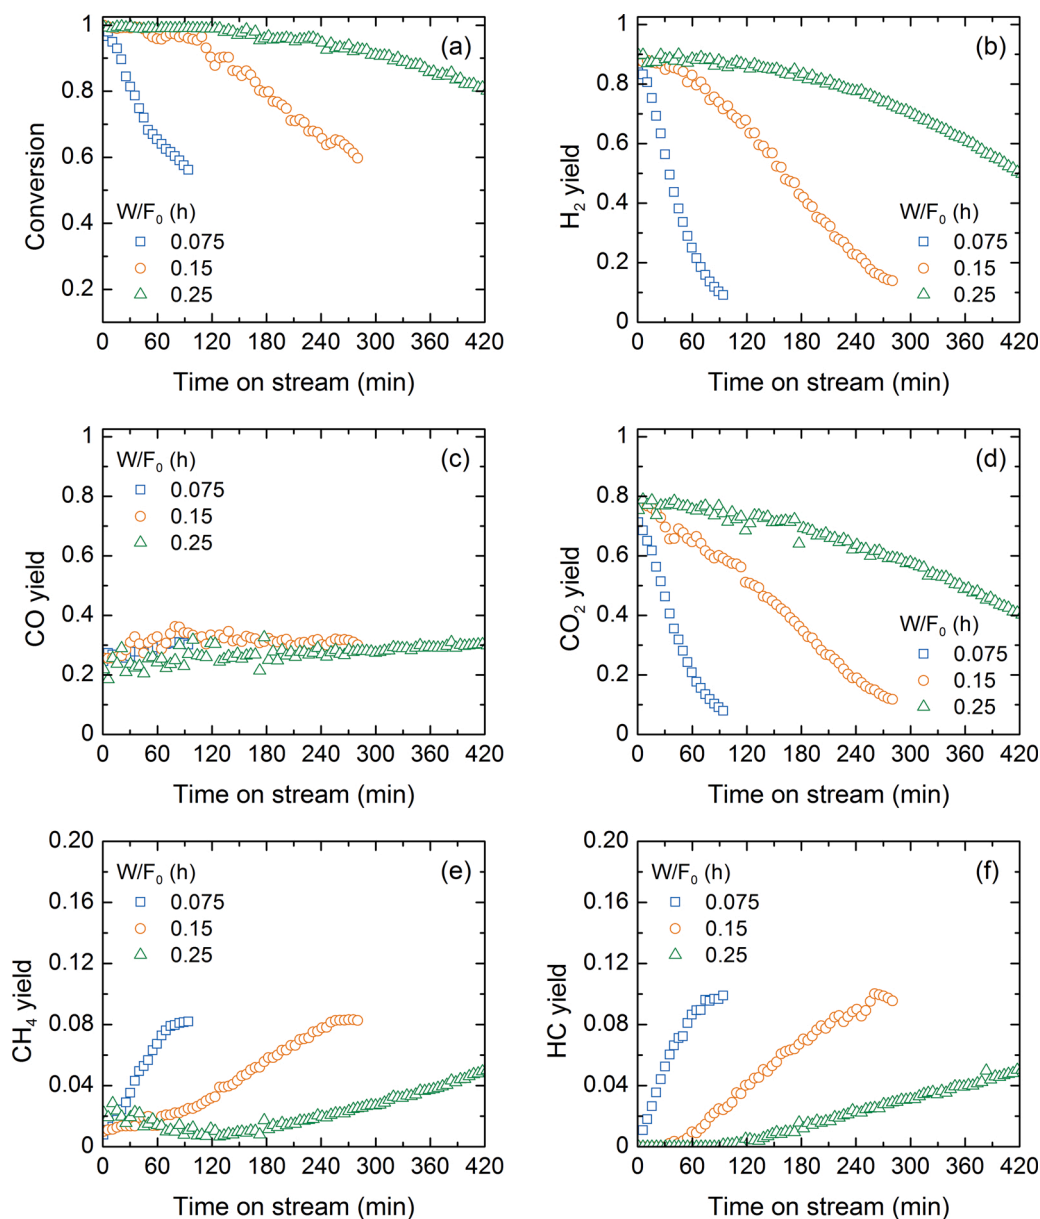 (a)
1
0.8
0.6
0.4
0.2
Conversion
W/F₀ (h)
0.075
0.15
0.25
0 60 120 180 240 300 360 420
Time on stream (min)
(b)
1
0.8
0.6
0.4
0.2
0
H₂ yield
W/F₀ (h)
0.075
0.15
0.25
0 60 120 180 240 300 360 420
Time on stream (min)
(c)
1
0.8
0.6
0.4
0.2
0
CO yield
W/F₀ (h)
0.075
0.15
0.25
0 60 120 180 240 300 360 420
Time on stream (min)
(d)
1
0.8
0.6
0.4
0.2
0
CO₂ yield
W/F₀ (h)
0.075
0.15
0.25
0 60 120 180 240 300 360 420
Time on stream (min)
(e)
0.20
0.16
0.12
0.08
0.04
0
CH₄ yield
W/F₀ (h)
0.075
0.15
0.25
0 60 120 180 240 300 360 420
Time on stream (min)
(f)
0.20
0.16
0.12
0.08
0.04
0
HC yield
W/F₀ (h)
0.075
0.15
0.25
0 60 120 180 240 300 360 420
Time on stream (min)